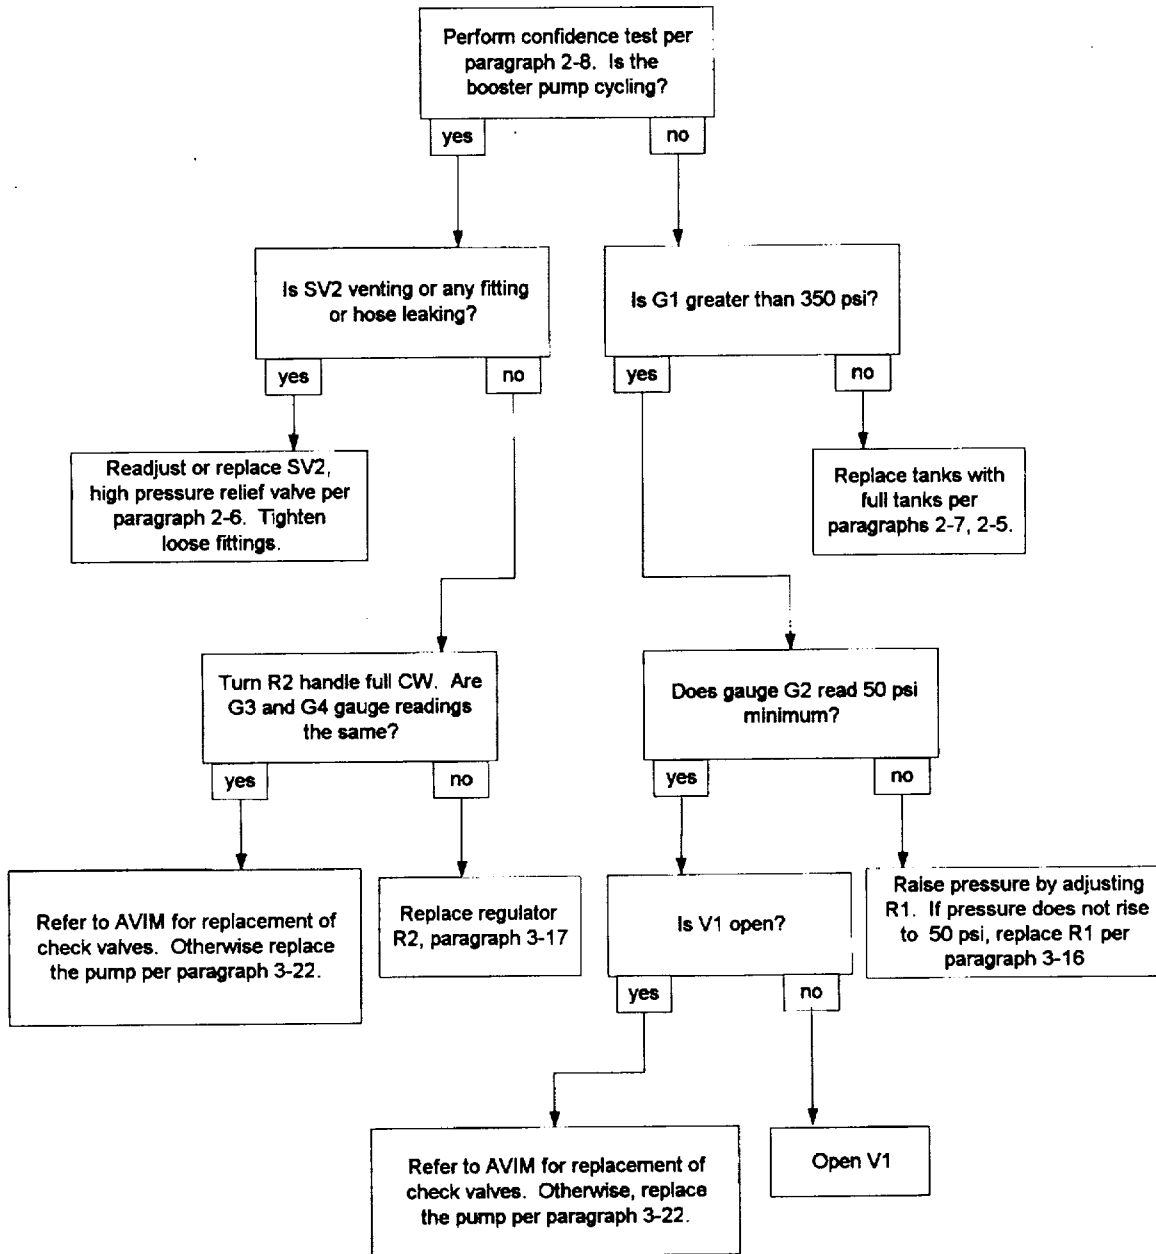 Perform confidence test per
paragraph 2-8. Is the
booster pump cycling?
yes
no
Is SV2 venting or any fitting
or hose leaking?
Is G1 greater than 350 psi?
yes
no
yes
no
Readjust or replace SV2,
high pressure relief valve per
paragraph 2-6. Tighten
loose fittings.
Replace tanks with
full tanks per
paragraphs 2-7, 2-5.
Turn R2 handle full CW. Are
G3 and G4 gauge readings
the same?
Does gauge G2 read 50 psi
minimum?
yes
no
yes
no
Refer to AVIM for replacement of
check valves. Otherwise replace
the pump per paragraph 3-22.
Replace regulator
R2, paragraph 3-17
Is V1 open?
Raise pressure by adjusting
R1. If pressure does not rise
to 50 psi, replace R1 per
paragraph 3-16
yes
no
Refer to AVIM for replacement of
check valves. Otherwise, replace
the pump per paragraph 3-22.
Open V1